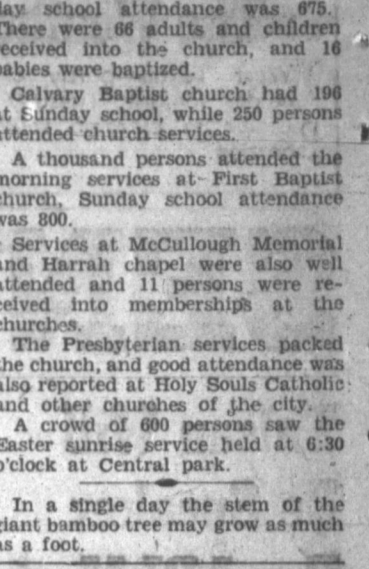 day school attendance was 675.
There were 66 adults and children
received into the church, and 16
babies were baptized.
Calvary Baptist church had 196
at Sunday school, while 250 persons
attended church services.
A thousand persons attended the
morning services at First Baptist
church, Sunday school attendance
was 800.
Services at McCullough Memorial
and Harrah chapel were also well
attended and 11 persons were re-
ceived into memberships at the
churches.
The Presbyterian services packed
the church, and good attendance was
also reported at Holy Souls Catholic
and other churches of the city.
A crowd of 600 persons saw the
Easter sunrise service held at 6:30
o'clock at Central park.
In a single day the stem of the
giant bamboo tree may grow as much
as a foot.